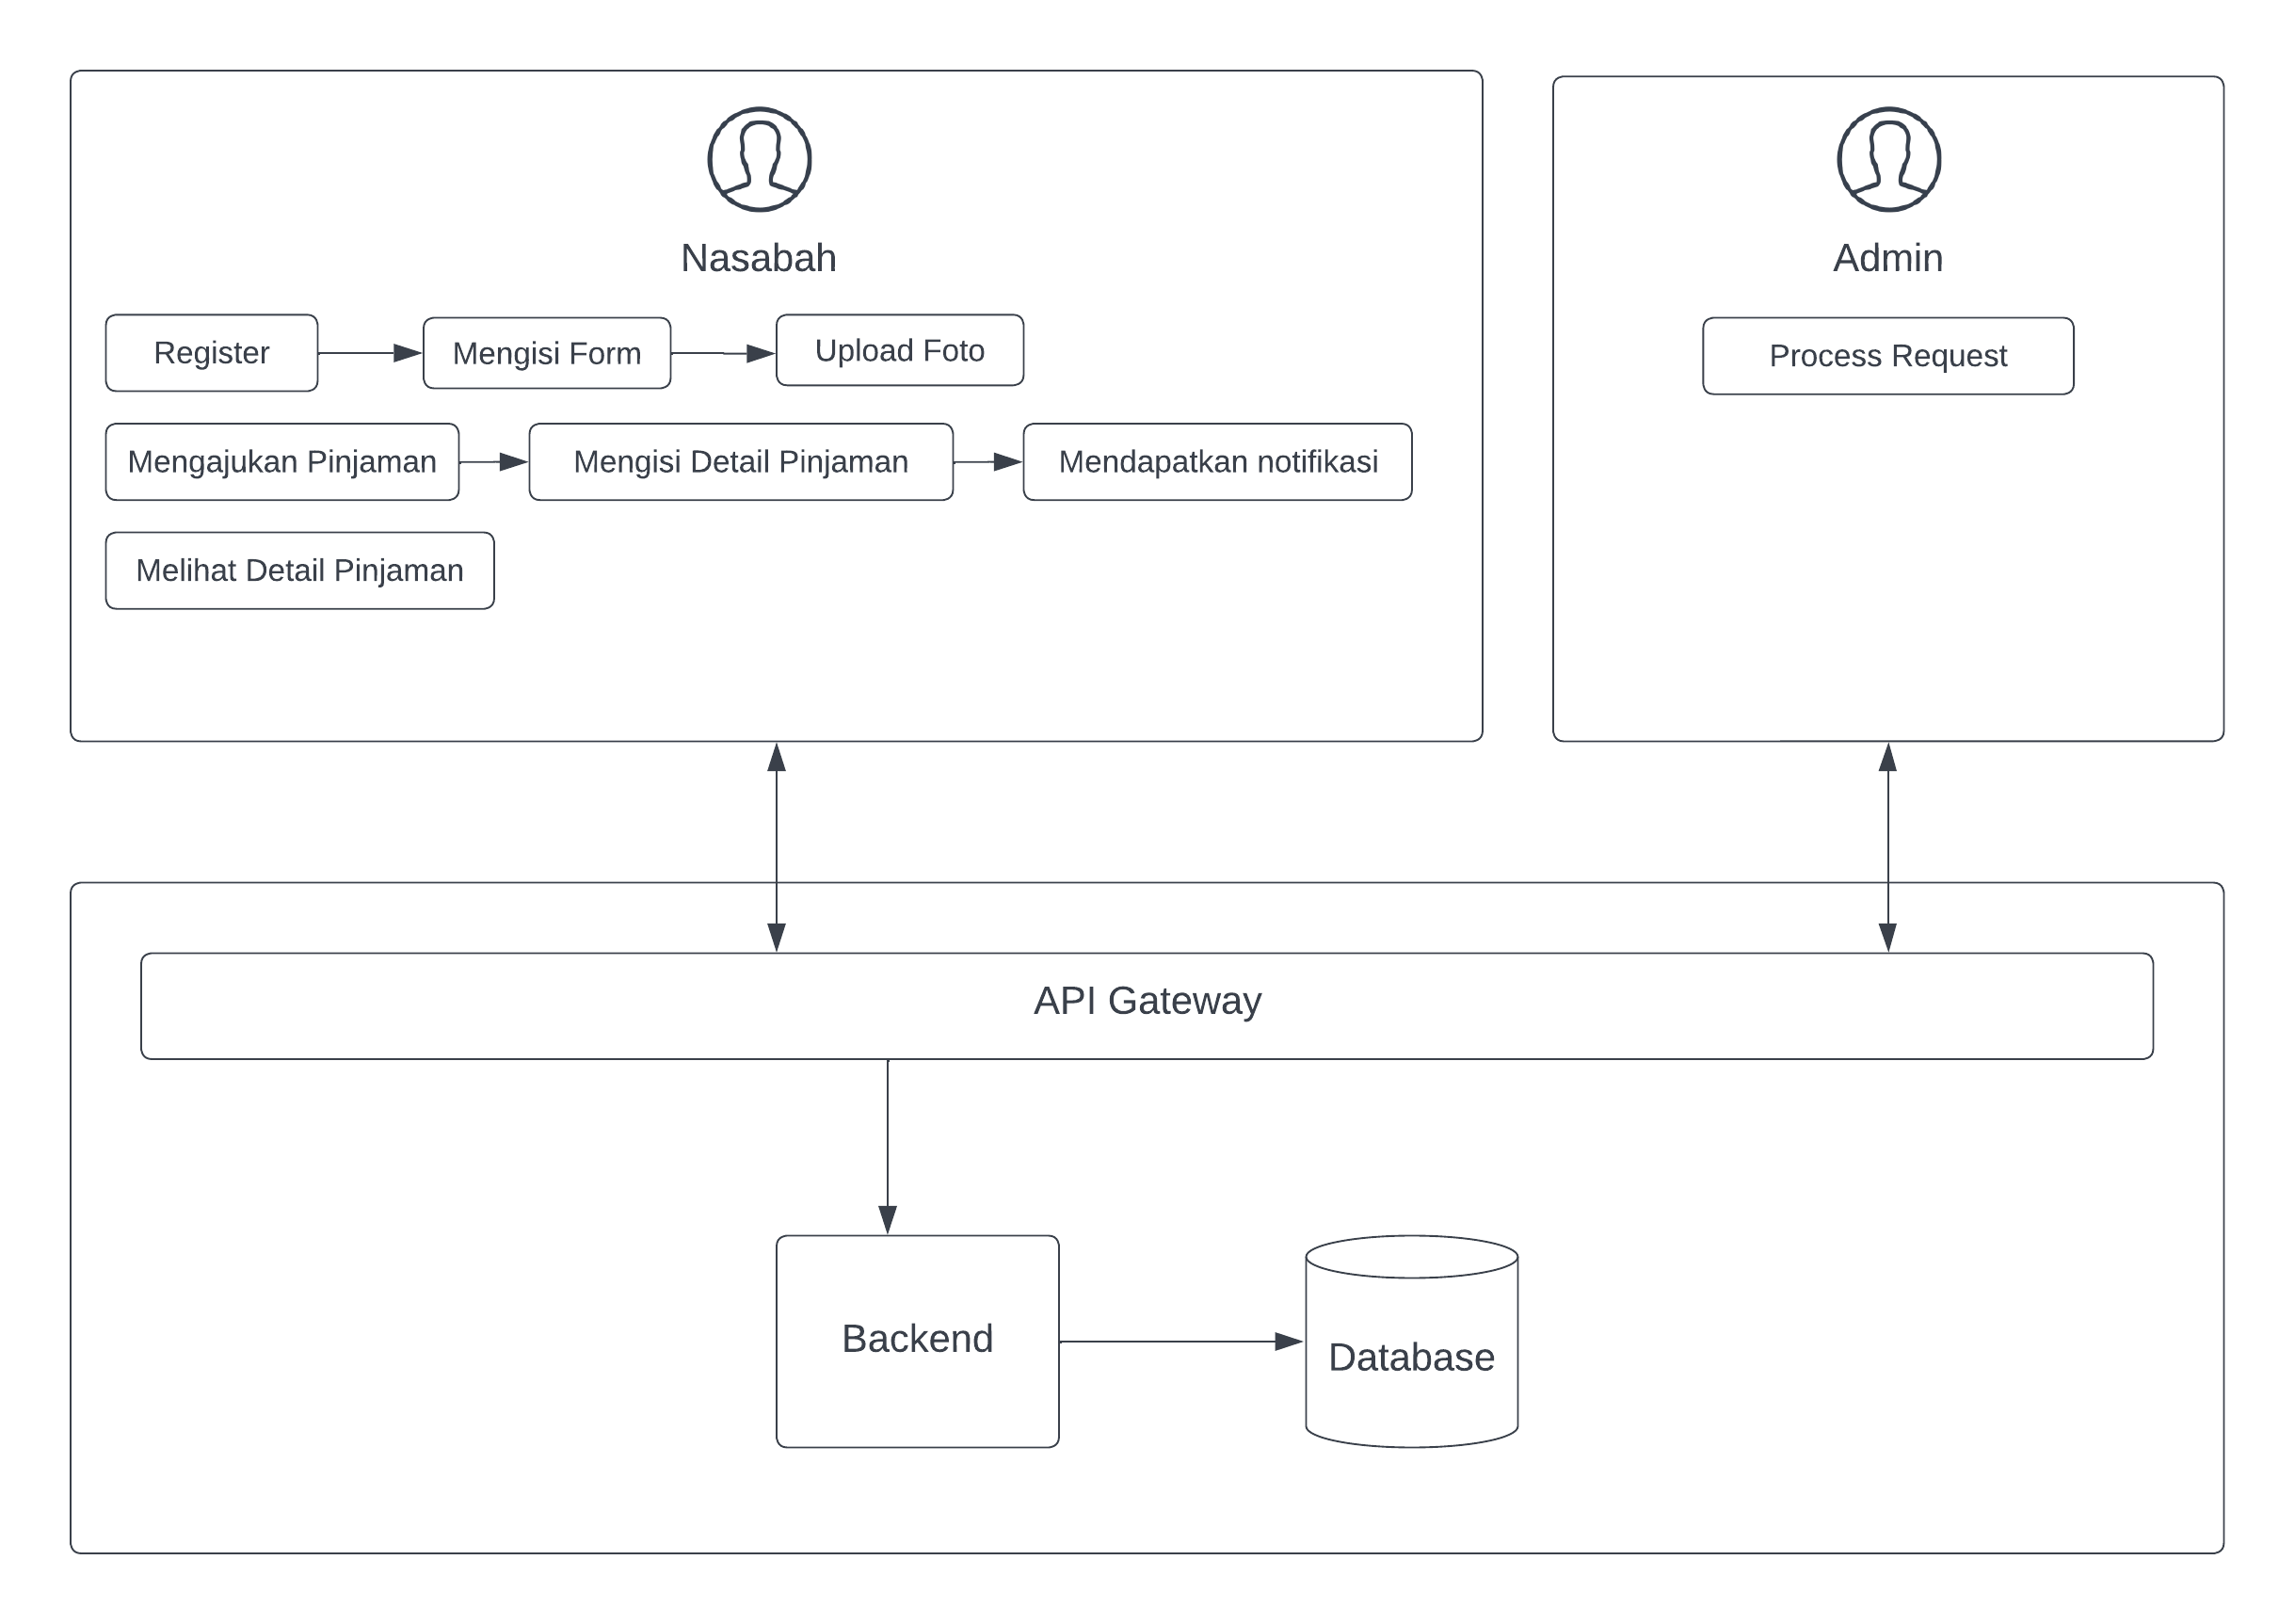 Nasabah
Register
Mengisi Form
Upload Foto
Mengajukan Pinjaman
Mengisi Detail Pinjaman
Mendapatkan notifikasi
Melihat Detail Pinjaman
Admin
Process Request
API Gateway
Backend
Database